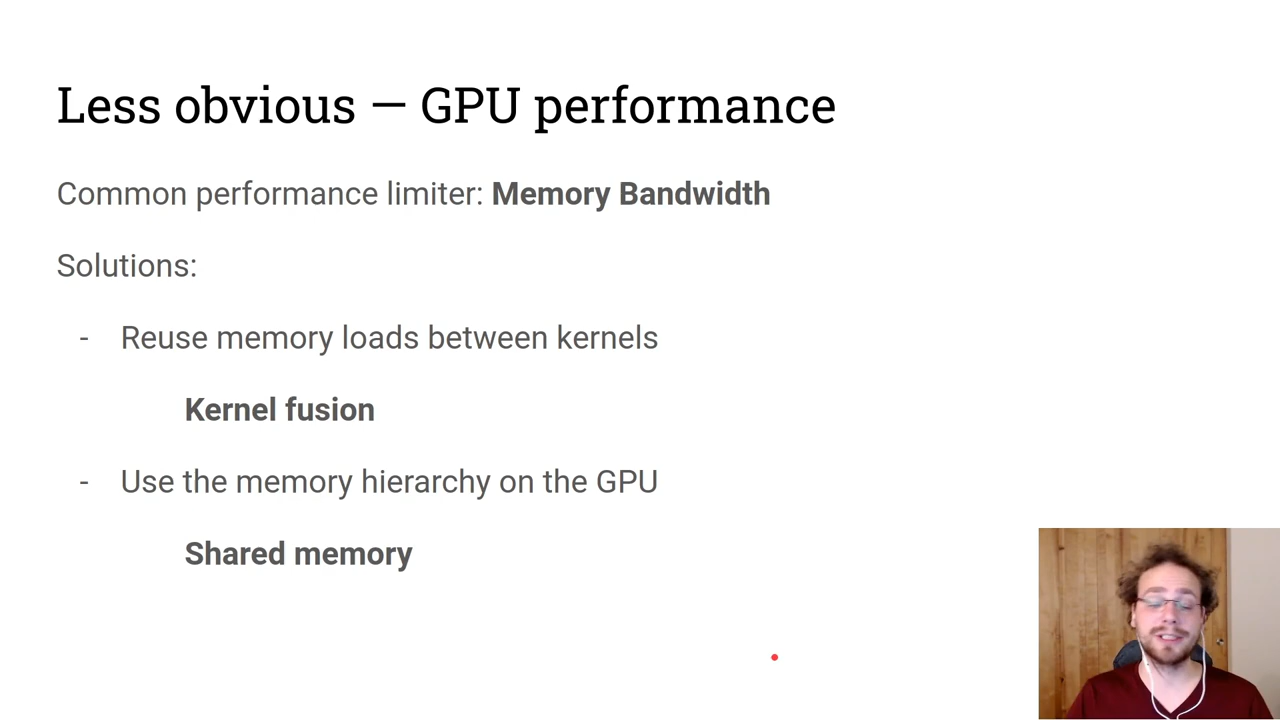 Less obvious — GPU performance
Common performance limiter: Memory Bandwidth
Solutions:
- Reuse memory loads between kernels
Kernel fusion
- Use the memory hierarchy on the GPU
Shared memory